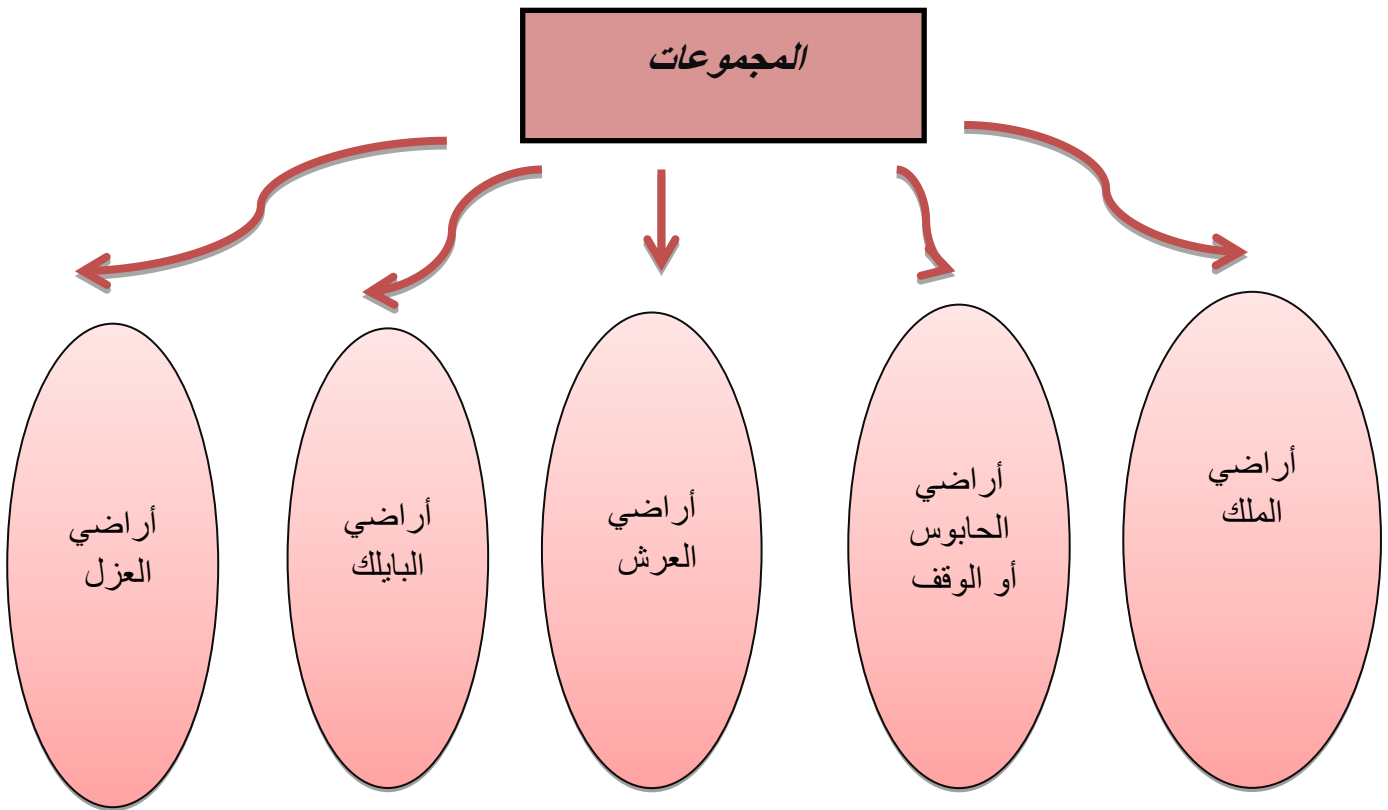 المجموعات
أراضي
الملك
أراضي
الحابوس
أو الوقف
أراضي
العرش
أراضي
البايلك
أراضي
العزل